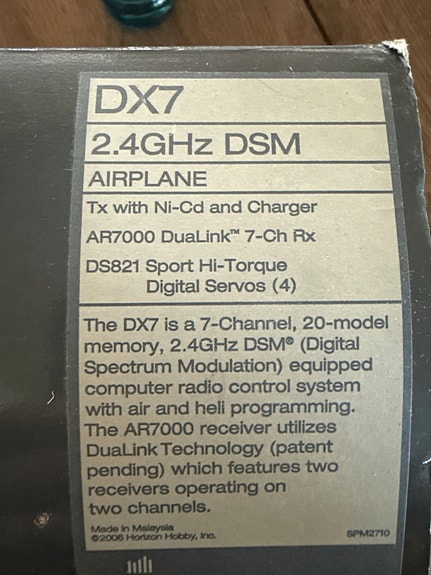 DX7
2.4GHz DSM
AIRPLANE
Tx with Ni-Cd and Charger
AR7000 DuaLink™ 7-Ch Rx
DS821 Sport Hi-Torque
Digital Servos (4)
The DX7 is a 7-Channel, 20-model
memory, 2.4GHz DSM® (Digital
Spectrum Modulation) equipped
computer radio control system
with air and heli programming.
The AR7000 receiver utilizes
DuaLink Technology (patent
pending) which features two
receivers operating on
two channels.
Made in Malaysia
©2006 Horizon Hobby, Inc.
SPM2710